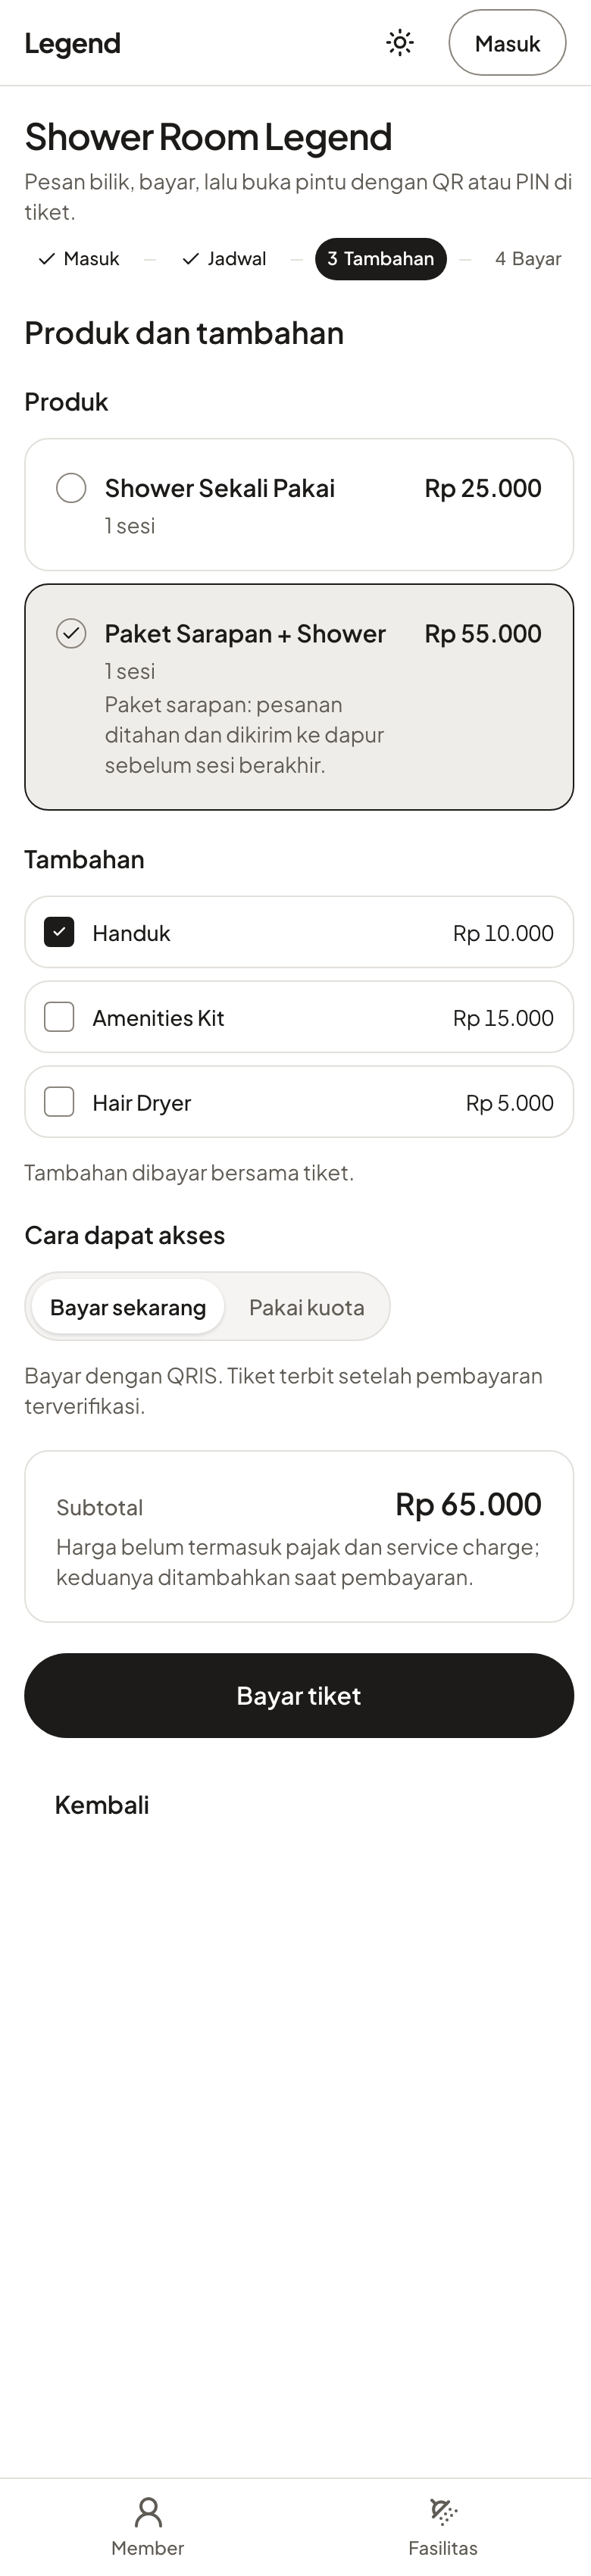 Legend
Masuk
Shower Room Legend
Pesan bilik, bayar, lalu buka pintu dengan QR atau PIN di
tiket.
Masuk
Jadwal
3 Tambahan
4 Bayar
Produk dan tambahan
Produk
Shower Sekali Pakai Rp 25.000
1 sesi
Paket Sarapan + Shower Rp 55.000
1 sesi
Paket sarapan: pesanan
ditahan dan dikirim ke dapur
sebelum sesi berakhir.
Tambahan
Handuk Rp 10.000
Amenities Kit Rp 15.000
Hair Dryer Rp 5.000
Tambahan dibayar bersama tiket.
Cara dapat akses
Bayar sekarang Pakai kuota
Bayar dengan QRIS. Tiket terbit setelah pembayaran
terverifikasi.
Subtotal Rp 65.000
Harga belum termasuk pajak dan service charge;
keduanya ditambahkan saat pembayaran.
Bayar tiket
Kembali
Member
Fasilitas